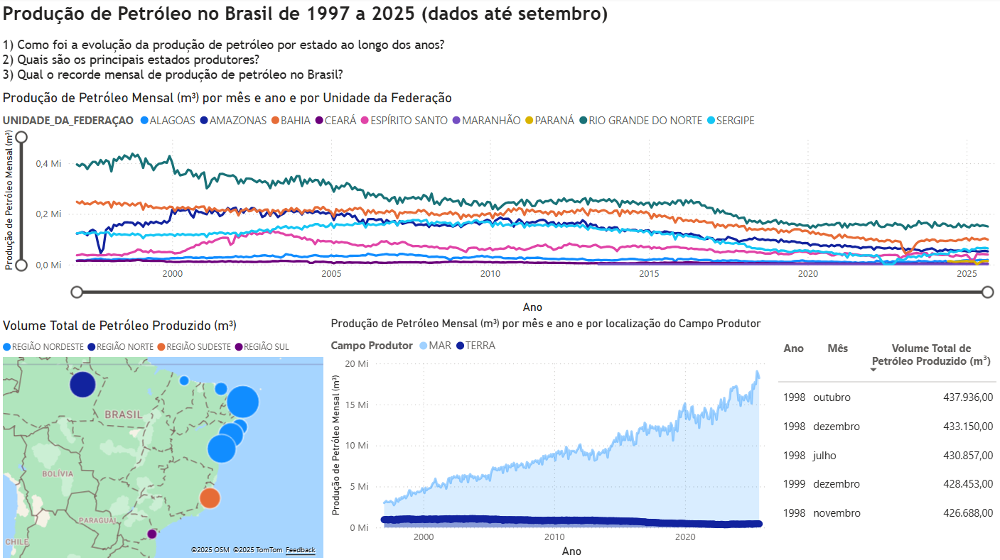 Produção de Petróleo no Brasil de 1997 a 2025 (dados até setembro)
1) Como foi a evolução da produção de petróleo por estado ao longo dos anos?
2) Quais são os principais estados produtores?
3) Qual o recorde mensal de produção de petróleo no Brasil?
Produção de Petróleo Mensal (m³) por mês e ano e por Unidade da Federação
UNIDADE_DA_FEDERAÇAO ALAGOAS AMAZONAS BAHIA CEARÁ ESPÍRITO SANTO MARANHÃO PARANÁ RIO GRANDE DO NORTE SERGIPE
Produção de Petróleo Mensal (m³)
0,4 Mi
0,2 Mi
0,0 Mi
2000 2005 2010 2015 2020 2025
Ano
Volume Total de Petróleo Produzido (m³)
REGIÃO NORDESTE REGIÃO NORTE REGIÃO SUDESTE REGIÃO SUL
BRASIL
BOLÍVIA
PARAGUAI
CHILE
©2025 OSM ©2025 TomTom Feedback
Produção de Petróleo Mensal (m³) por mês e ano e por localização do Campo Produtor
Campo Produtor MAR TERRA
Produção de Petróleo Mensal (m³)
20 Mi
15 Mi
10 Mi
5 Mi
0 Mi
2000 2010 2020
Ano
Ano Mês Volume Total de
Petróleo Produzido (m³)
1998 outubro 437.936,00
1998 dezembro 433.150,00
1998 julho 430.857,00
1999 dezembro 428.453,00
1998 novembro 426.688,00